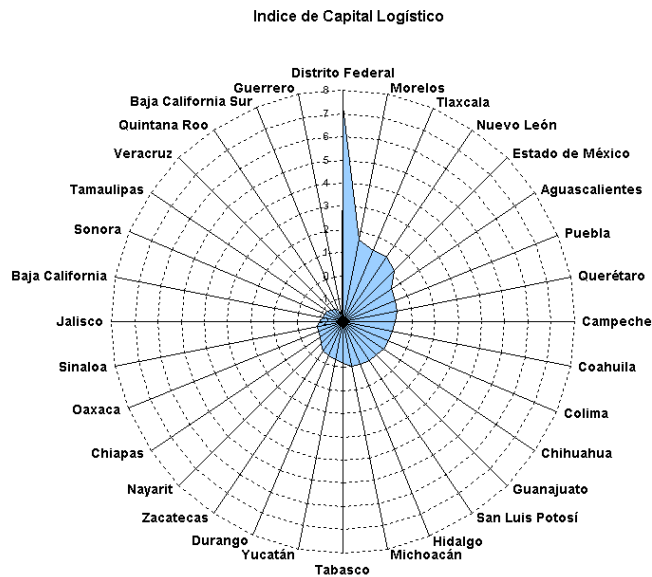 Indice de Capital Logístico
Distrito Federal
Morelos
Tlaxcala
Nuevo León
Estado de México
Aguascalientes
Puebla
Querétaro
Campeche
Coahuila
Colima
Chihuahua
Guanajuato
San Luis Potosí
Hidalgo
Michoacán
Tabasco
Yucatán
Durango
Zacatecas
Nayarit
Chiapas
Oaxaca
Sinaloa
Jalisco
Baja California
Sonora
Tamaulipas
Veracruz
Quintana Roo
Baja California Sur
Guerrero
8
7
6
5
4
3
2
1
0